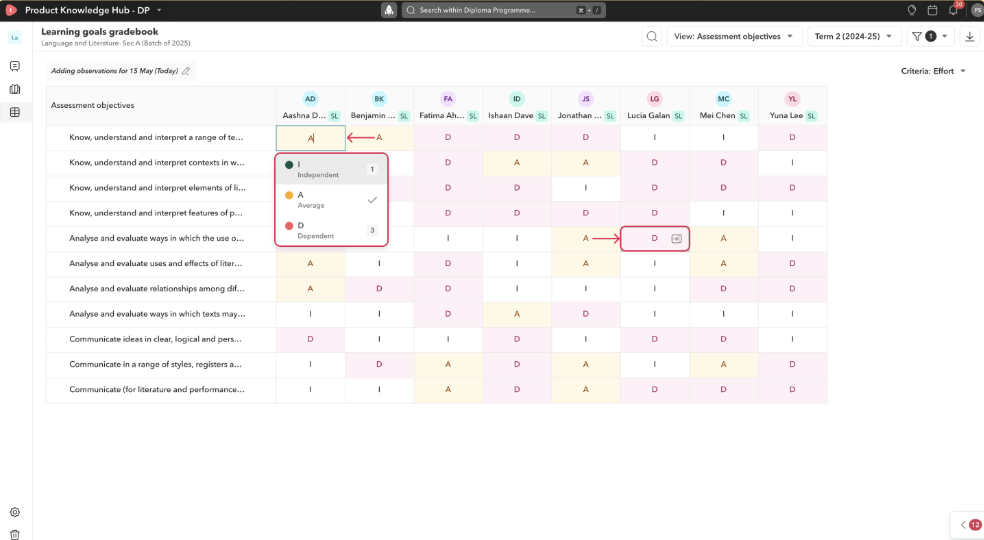 Product Knowledge Hub - DP
Search within Diploma Programme... ⌘ + /
30
PS
La
Learning goals gradebook
Language and Literature- Sec A (Batch of 2025)
View: Assessment objectives
Term 2 (2024-25)
1
Adding observations for 15 May (Today)
Criteria: Effort
Assessment objectives
AD BK FA ID JS LG MC YL
Aashna D... SL Benjamin ... SL Fatima Ah... SL Ishaan Dave SL Jonathan ... SL Lucia Galan SL Mei Chen SL Yuna Lee SL
Know, understand and interpret a range of te... A A D D D I I D
Know, understand and interpret contexts in w... D A A D D I
Know, understand and interpret elements of li... D D I D D D
Know, understand and interpret features of p... D D D D I I
Analyse and evaluate ways in which the use o... I I A D A I
Analyse and evaluate uses and effects of liter... A I D I A I A D
Analyse and evaluate relationships among dif... A D D I I I D D
Analyse and evaluate ways in which texts may... I I D A D I I I
Communicate ideas in clear, logical and pers... D I I D I D D D
Communicate in a range of styles, registers a... I D A D A I A D
Communicate (for literature and performance... I I A D A D D D
I
Independent
1
A
Average
D
Dependent
3
12